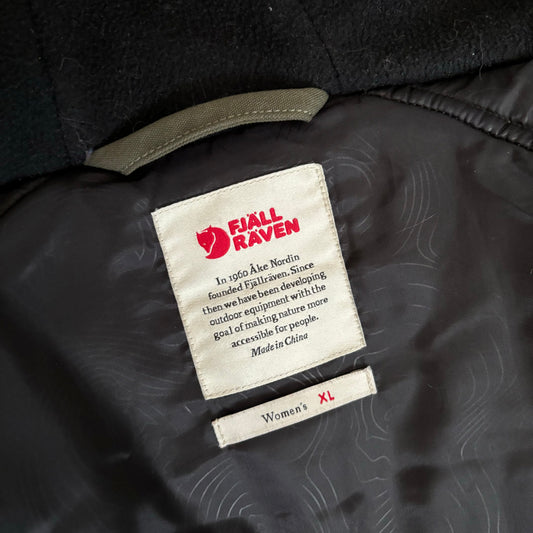 FJÄLL
RÄVEN
In 1960 Åke Nordin
founded Fjällräven. Since
then we have been developing
outdoor equipment with the
goal of making nature more
accessible for people.
Made in China
Women's XL